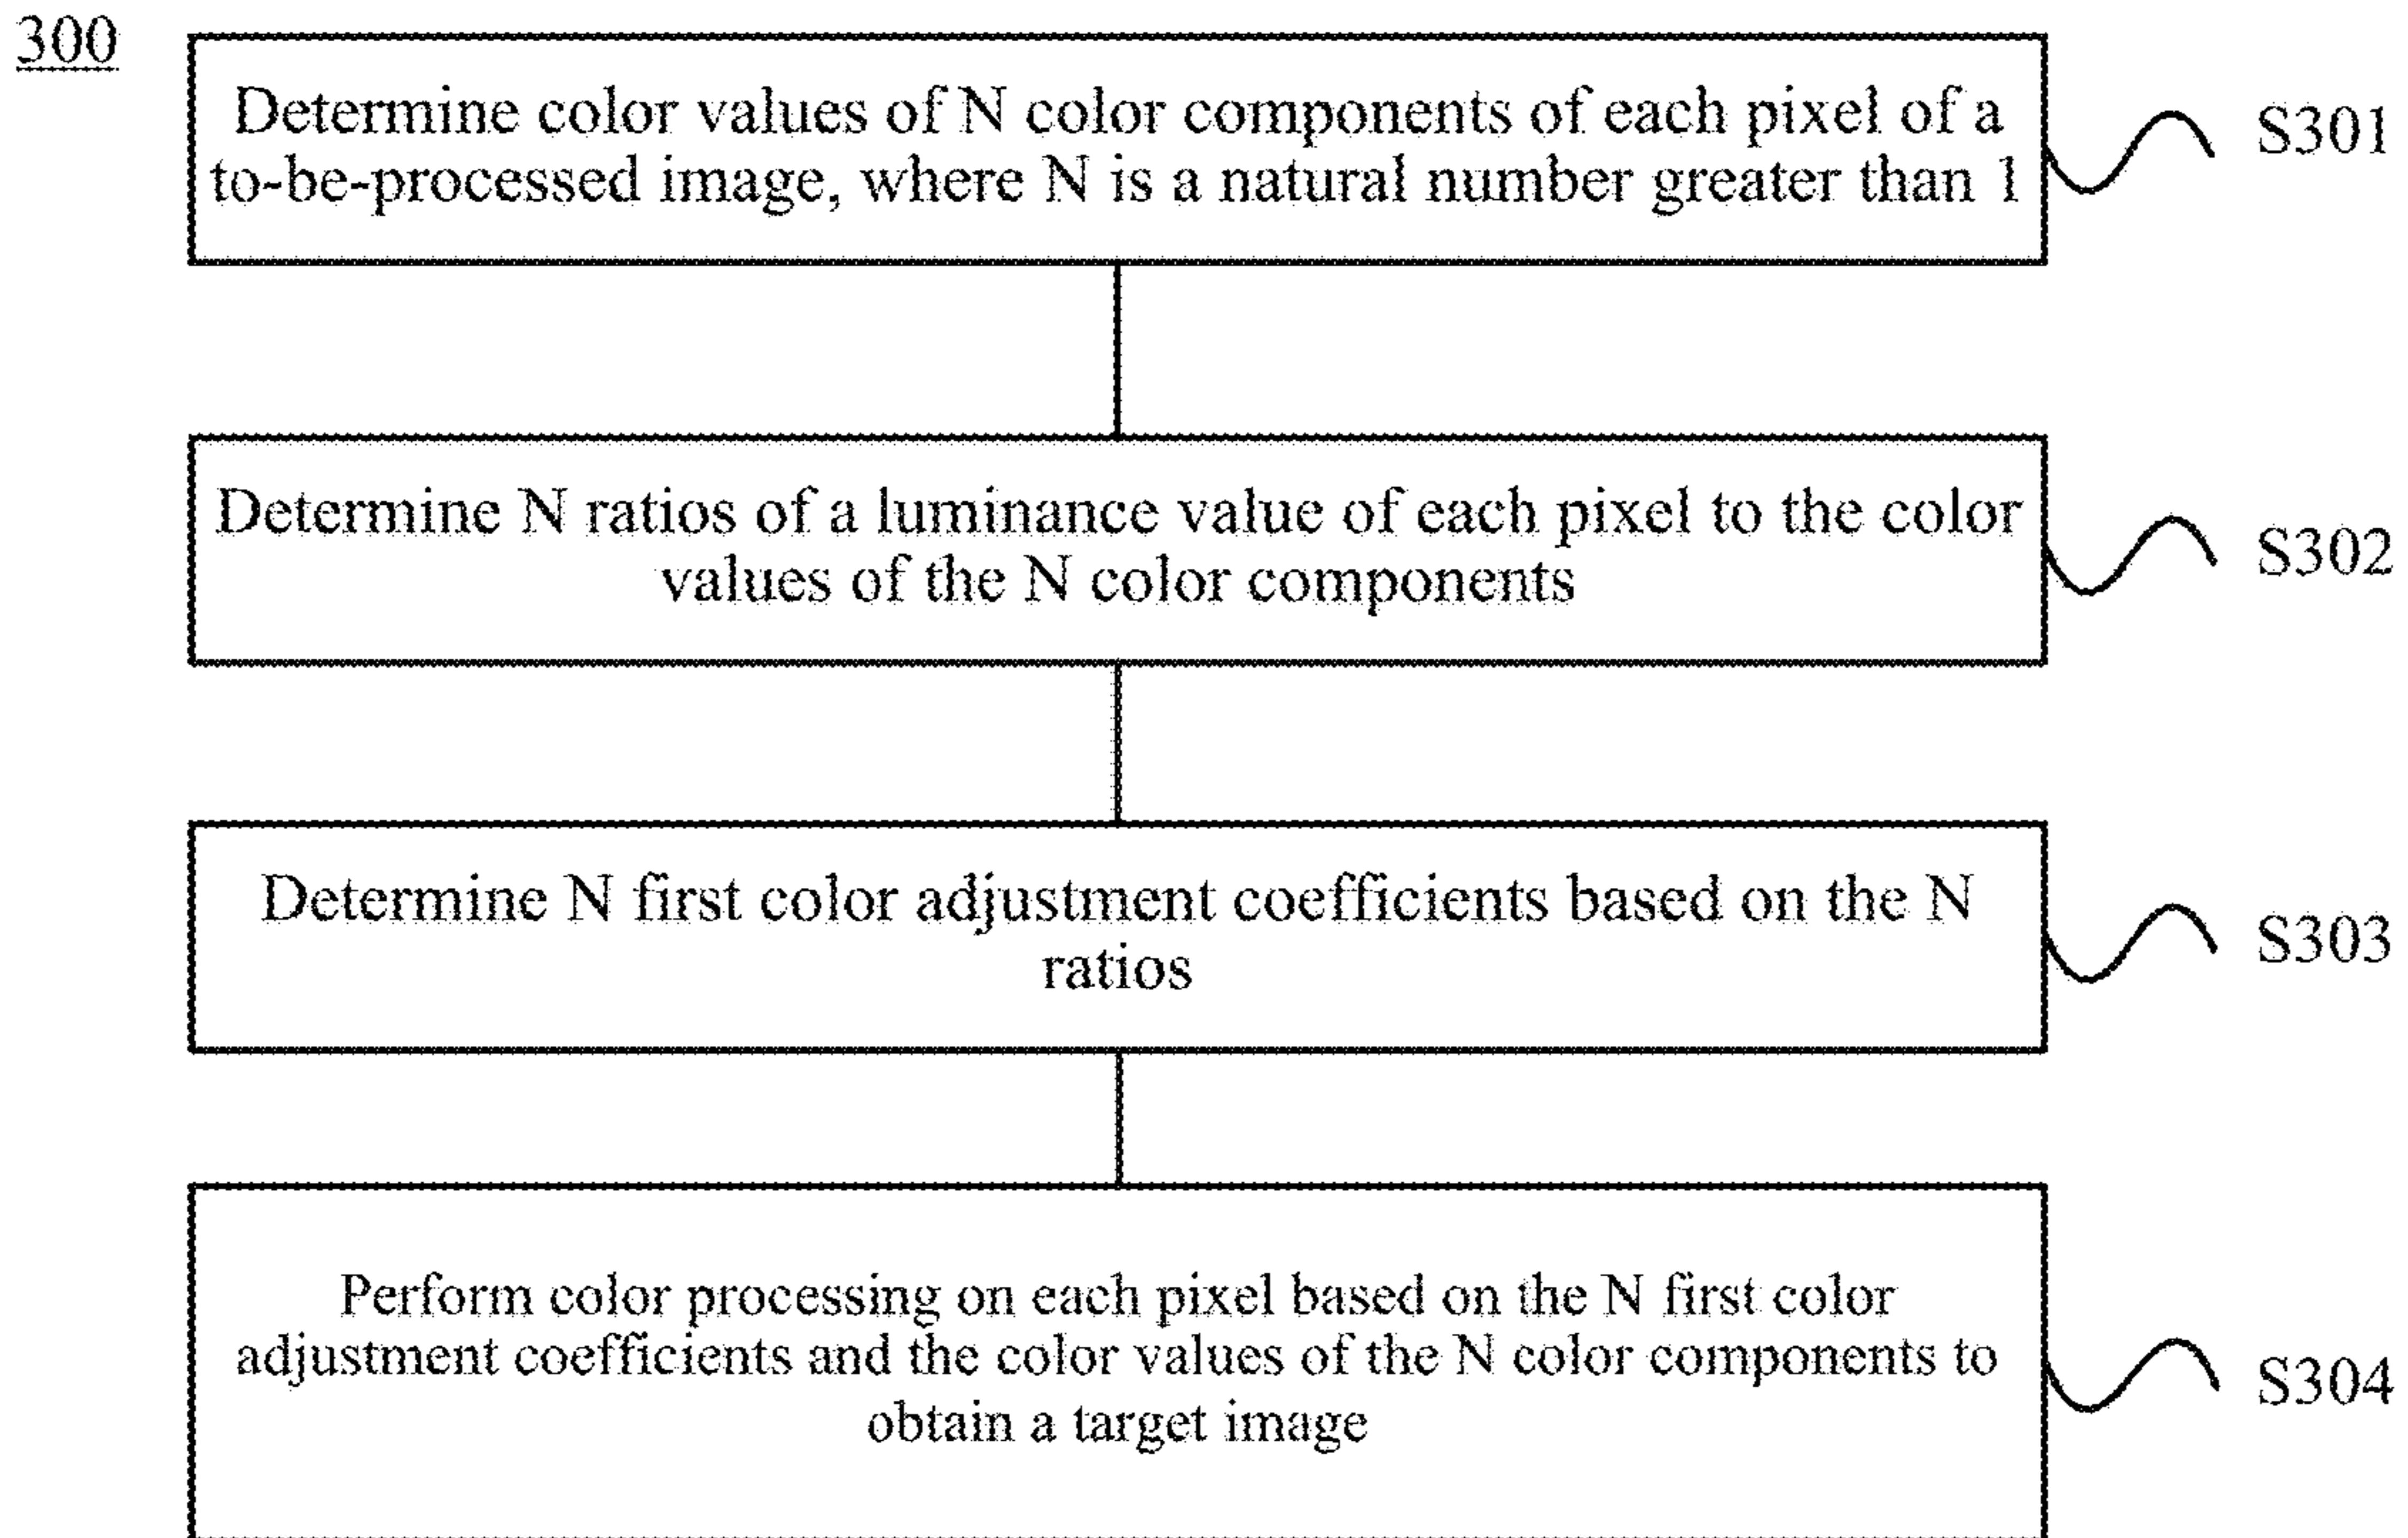 300
Determine color values of N color components of each pixel of a
to-be-processed image, where N is a natural number greater than 1
S301
Determine N ratios of a luminance value of each pixel to the color
values of the N color components
S302
Determine N first color adjustment coefficients based on the N
ratios
S303
Perform color processing on each pixel based on the N first color
adjustment coefficients and the color values of the N color components to
obtain a target image
S304